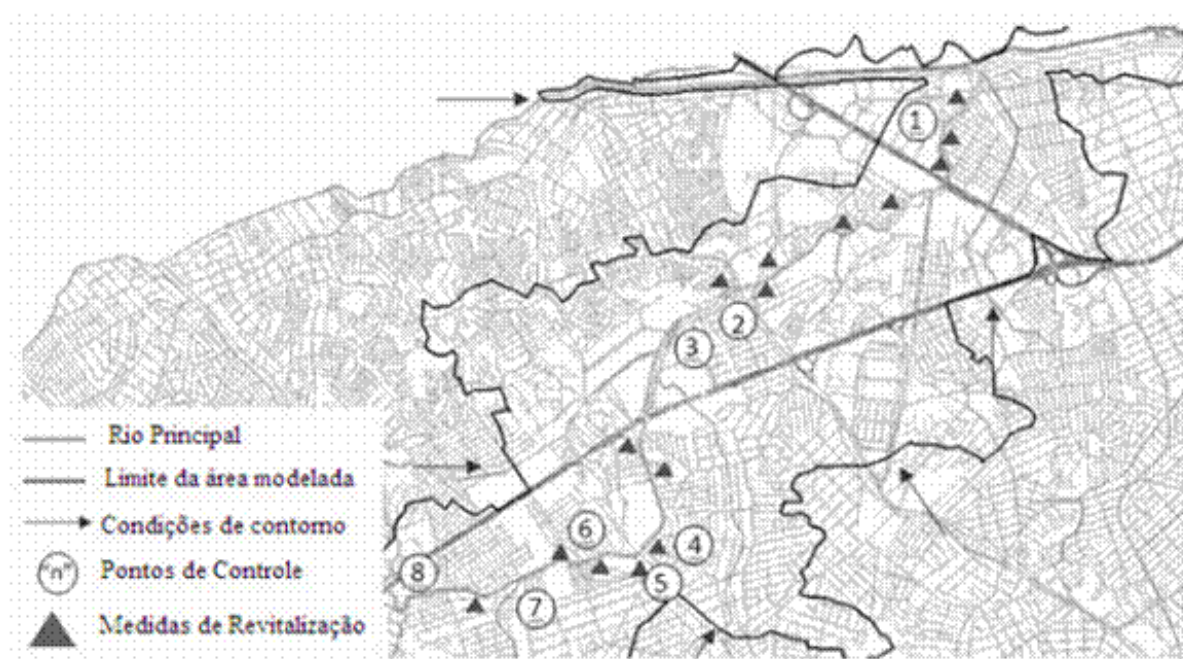 1
2
3
4
5
6
7
8
Rio Principal
Limite da área modelada
Condições de contorno
"n"
Pontos de Controle
Medidas de Revitalização